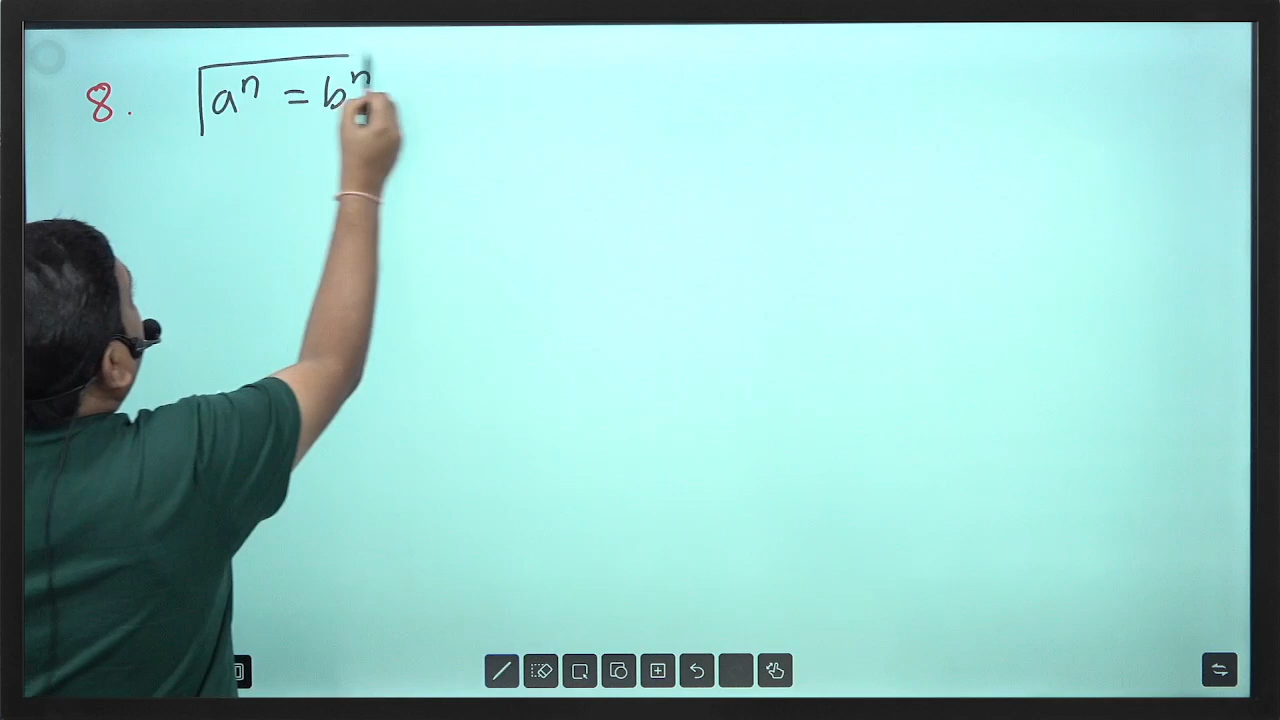 8. aⁿ = bⁿ